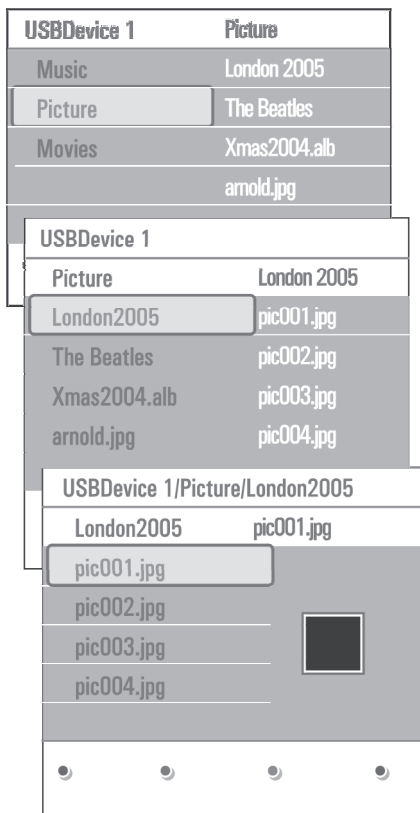 USBDevice 1 Picture
Music London 2005
Picture The Beatles
Movies Xmas2004.alb
arnold.jpg
USBDevice 1
Picture London 2005
London2005 pic001.jpg
The Beatles pic002.jpg
Xmas2004.alb pic003.jpg
arnold.jpg pic004.jpg
USBDevice 1/Picture/London2005
London2005 pic001.jpg
pic001.jpg
pic002.jpg
pic003.jpg
pic004.jpg